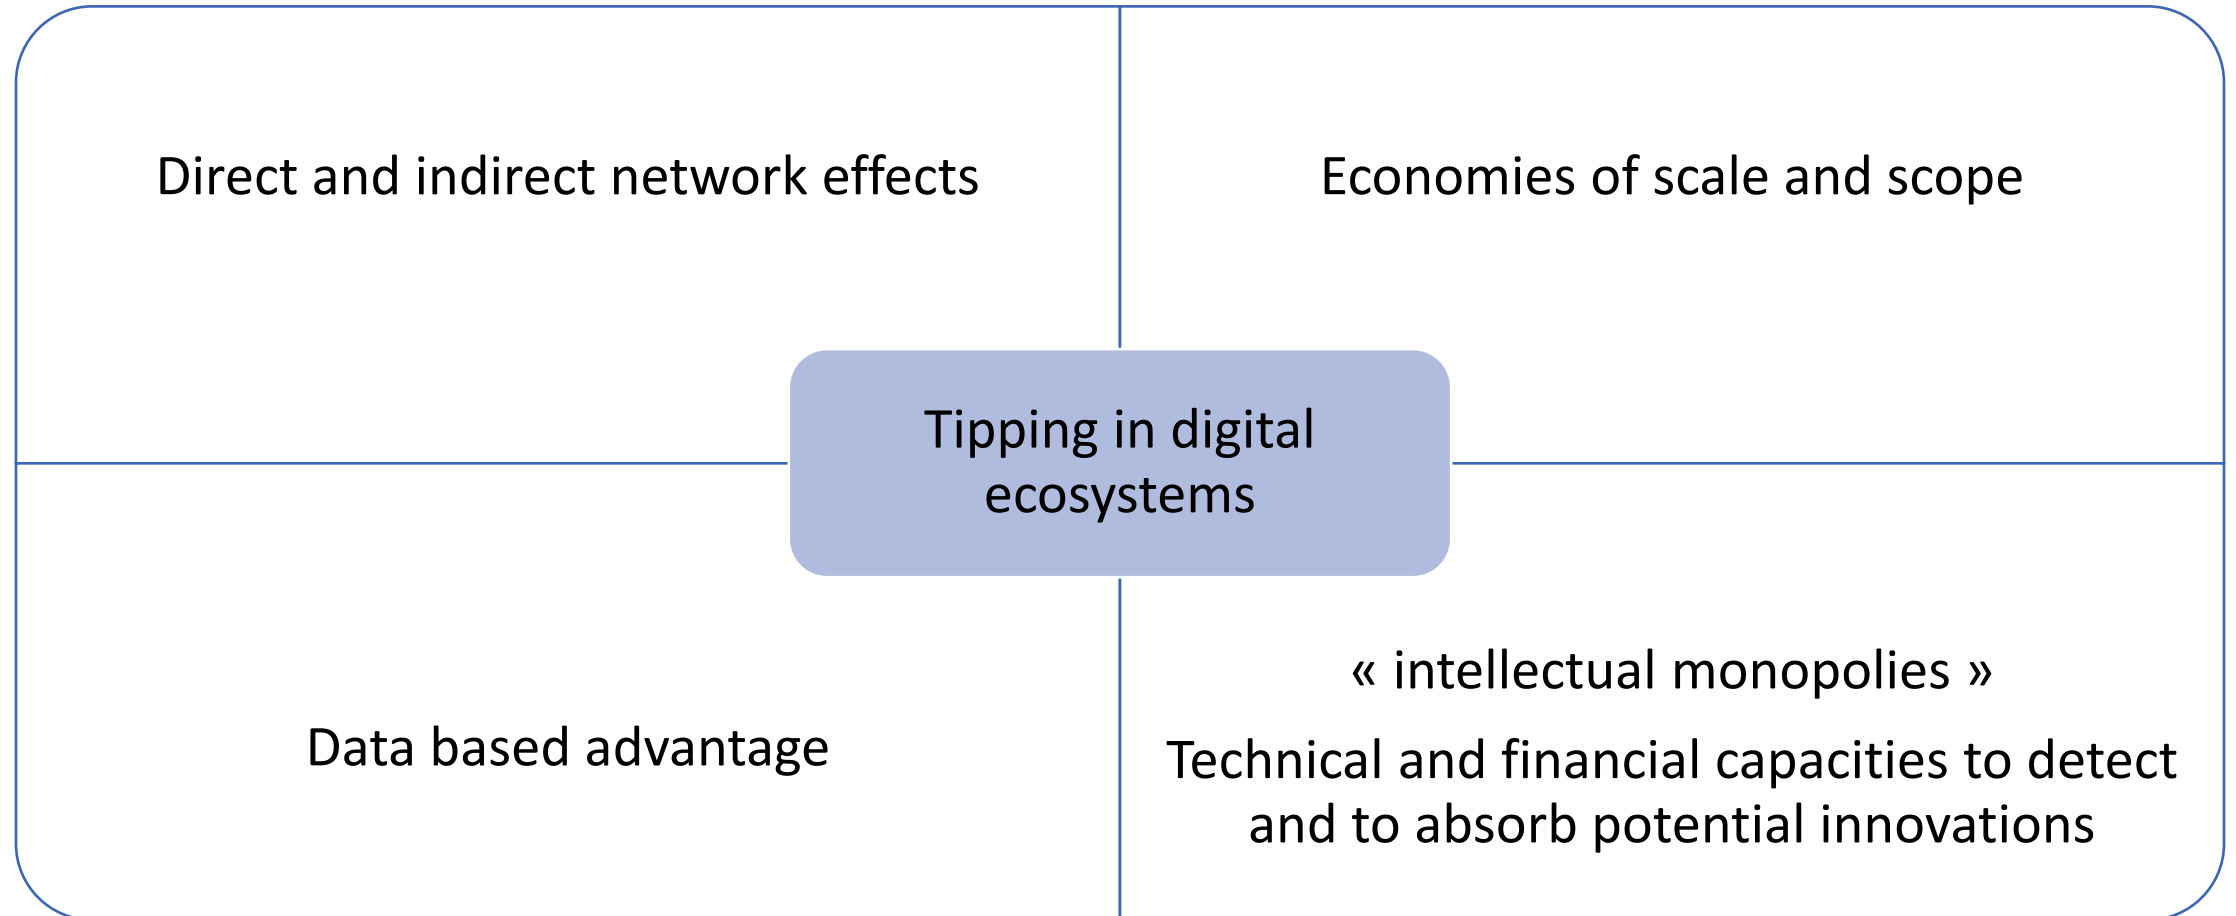 Direct and indirect network effects
Economies of scale and scope
Tipping in digital
ecosystems
Data based advantage
« intellectual monopolies »
Technical and financial capacities to detect
and to absorb potential innovations